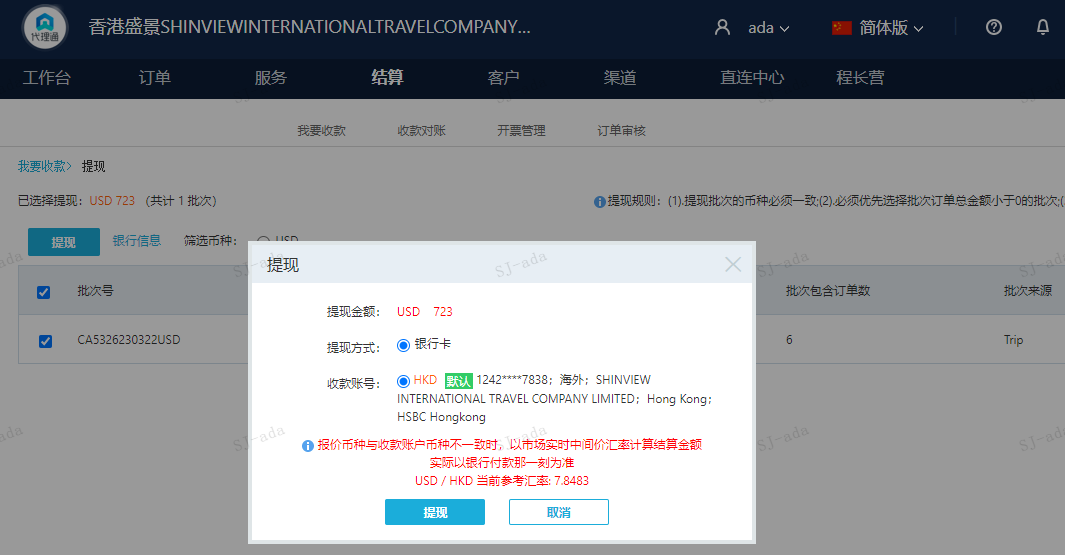 代理通
香港盛景SHINVIEWINTERNATIONALTRAVELCOMPANY...
ada
简体版
工作台 订单 服务 结算 客户 渠道 直连中心 程长营
我要收款 收款对账 开票管理 订单审核
我要收款> 提现
已选择提现：USD 723 （共计 1 批次）
提现规则：(1).提现批次的币种必须一致;(2).必须优先选择批次订单总金额小于0的批次;(
提现 银行信息 筛选币种： USD
批次号 批次包含订单数 批次来源
CA5326230322USD 6 Trip
提现
提现金额： USD 723
提现方式： 银行卡
收款账号： HKD 默认 1242****7838；海外；SHINVIEW
INTERNATIONAL TRAVEL COMPANY LIMITED；Hong Kong；
HSBC Hongkong
报价币种与收款账户币种不一致时，以市场实时中间价汇率计算结算金额
实际以银行付款那一刻为准
USD / HKD 当前参考汇率: 7.8483
提现 取消
SJ-ada
SJ-ada
SJ-ada
SJ-ada
SJ-ada